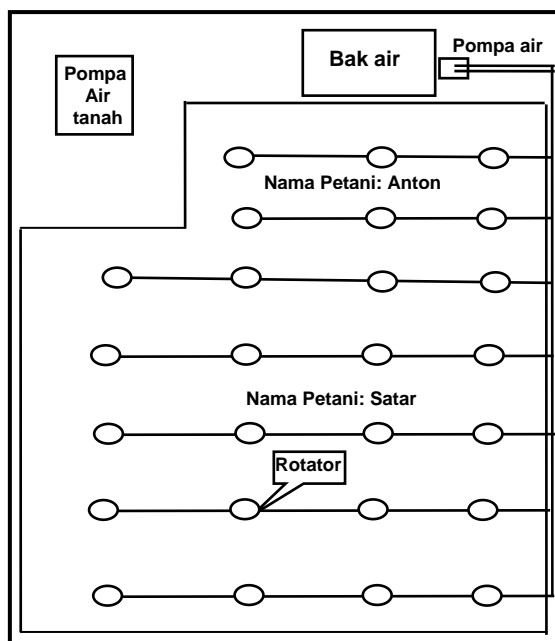 Pompa
Air
tanah
Bak air
Pompa air
Nama Petani: Anton
Nama Petani: Satar
Rotator